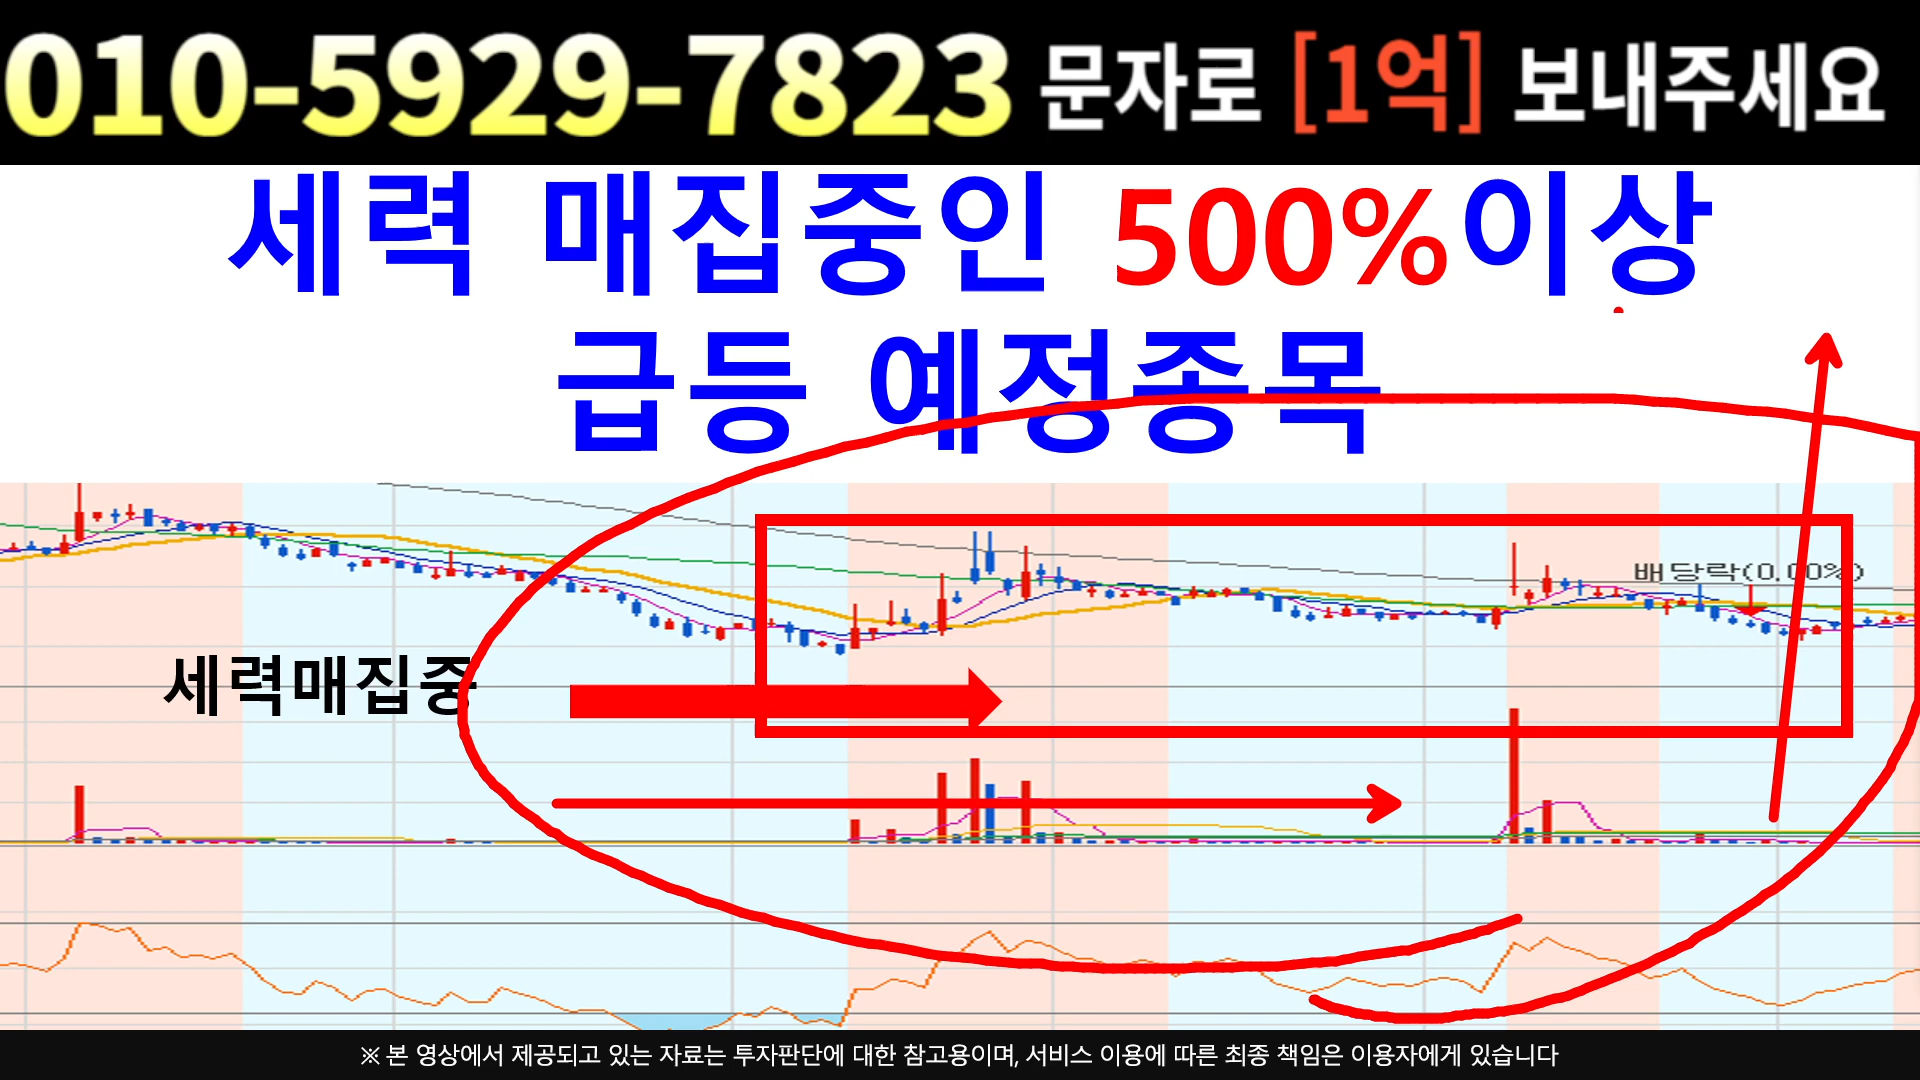 010-5929-7823 문자로 [1억] 보내주세요
세력 매집중인 500%이상
급등 예정종목
배당락(0.00%)
세력매집중
※ 본 영상에서 제공되고 있는 자료는 투자판단에 대한 참고용이며, 서비스 이용에 따른 최종 책임은 이용자에게 있습니다